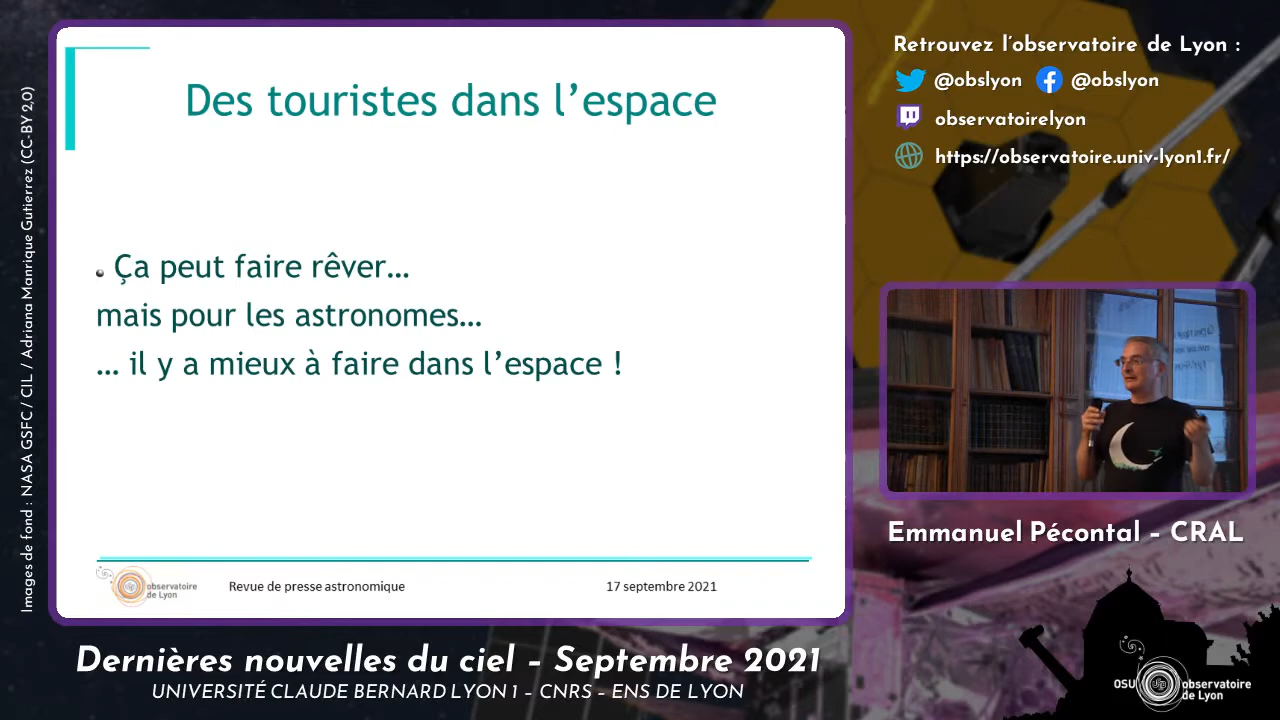 Des touristes dans l’espace
Ça peut faire rêver…
mais pour les astronomes…
… il y a mieux à faire dans l’espace !
observatoire
de Lyon
Revue de presse astronomique
17 septembre 2021
Images de fond : NASA GSFC / CIL / Adriana Manrique Gutierrez (CC-BY 2,0)
Retrouvez l’observatoire de Lyon :
@obslyon @obslyon
observatoirelyon
https://observatoire.univ-lyon1.fr/
Emmanuel Pécontal – CRAL
Dernières nouvelles du ciel – Septembre 2021
UNIVERSITÉ CLAUDE BERNARD LYON 1 – CNRS – ENS DE LYON
OSU observatoire
de Lyon